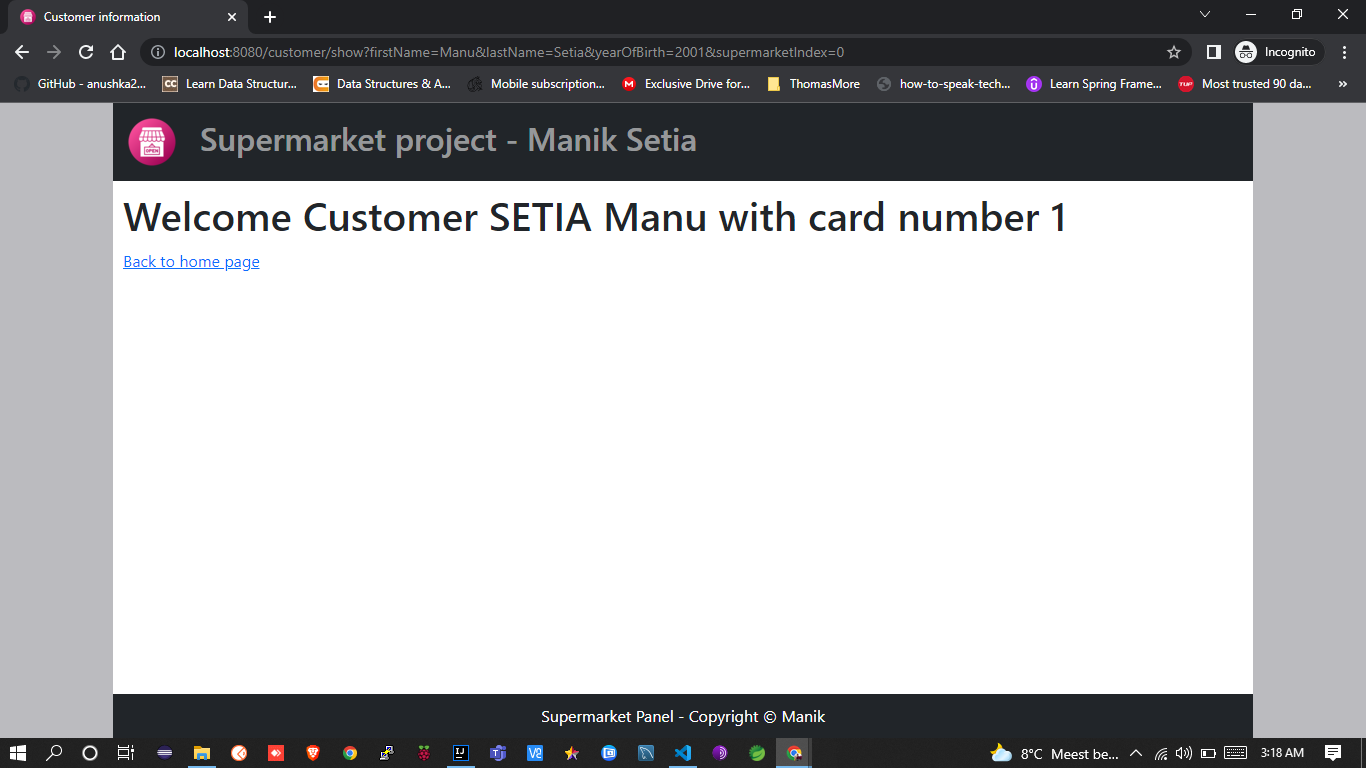 Customer information
localhost:8080/customer/show?firstName=Manu&lastName=Setia&yearOfBirth=2001&supermarketIndex=0
Incognito
GitHub - anushka2...
Learn Data Structur...
Data Structures & A...
Mobile subscription...
Exclusive Drive for...
ThomasMore
how-to-speak-tech...
Learn Spring Frame...
Most trusted 90 da...
»
OPEN
Supermarket project - Manik Setia
Welcome Customer SETIA Manu with card number 1
Back to home page
Supermarket Panel - Copyright © Manik
8°C Meest be...
3:18 AM